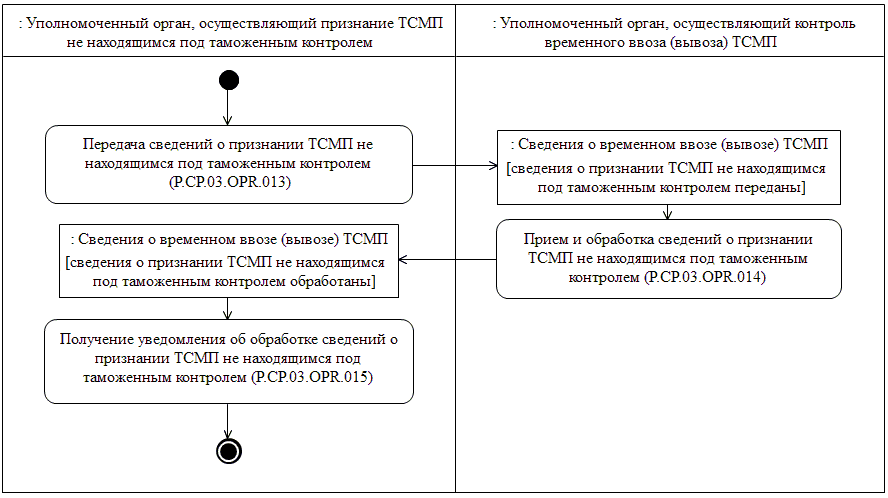 : Уполномоченный орган, осуществляющий признание ТСМП
не находящимся под таможенным контролем
: Уполномоченный орган, осуществляющий контроль
временного ввоза (вывоза) ТСМП
Передача сведений о признании ТСМП не
находящимся под таможенным контролем
(P.CP.03.OPR.013)
: Сведения о временном ввозе (вывозе) ТСМП
[сведения о признании ТСМП не находящимся
под таможенным контролем переданы]
Прием и обработка сведений о признании
ТСМП не находящимся под таможенным
контролем (P.CP.03.OPR.014)
: Сведения о временном ввозе (вывозе) ТСМП
[сведения о признании ТСМП не находящимся
под таможенным контролем обработаны]
Получение уведомления об обработке сведений о
признании ТСМП не находящимся под
таможенным контролем (P.CP.03.OPR.015)